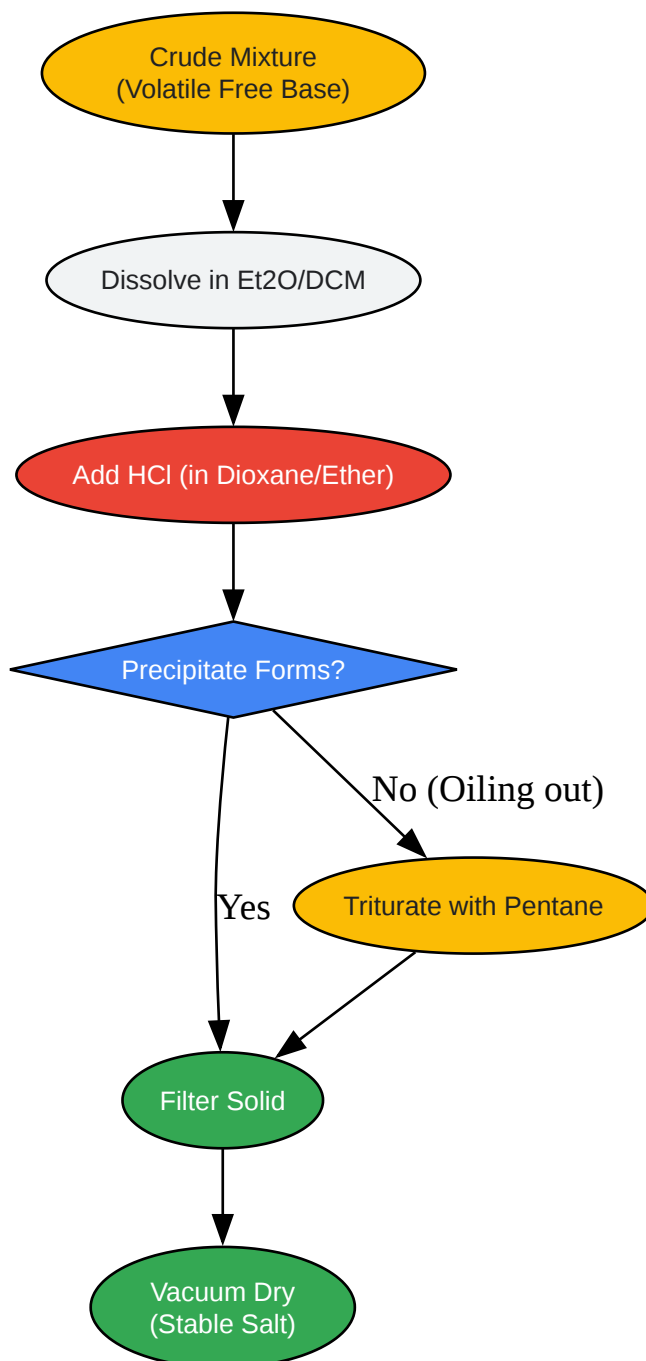 Crude Mixture
(Volatile Free Base)
Dissolve in Et2O/DCM
Add HCl (in Dioxane/Ether)
Precipitate Forms?
No (Oiling out)
Yes
Triturate with Pentane
Filter Solid
Vacuum Dry
(Stable Salt)